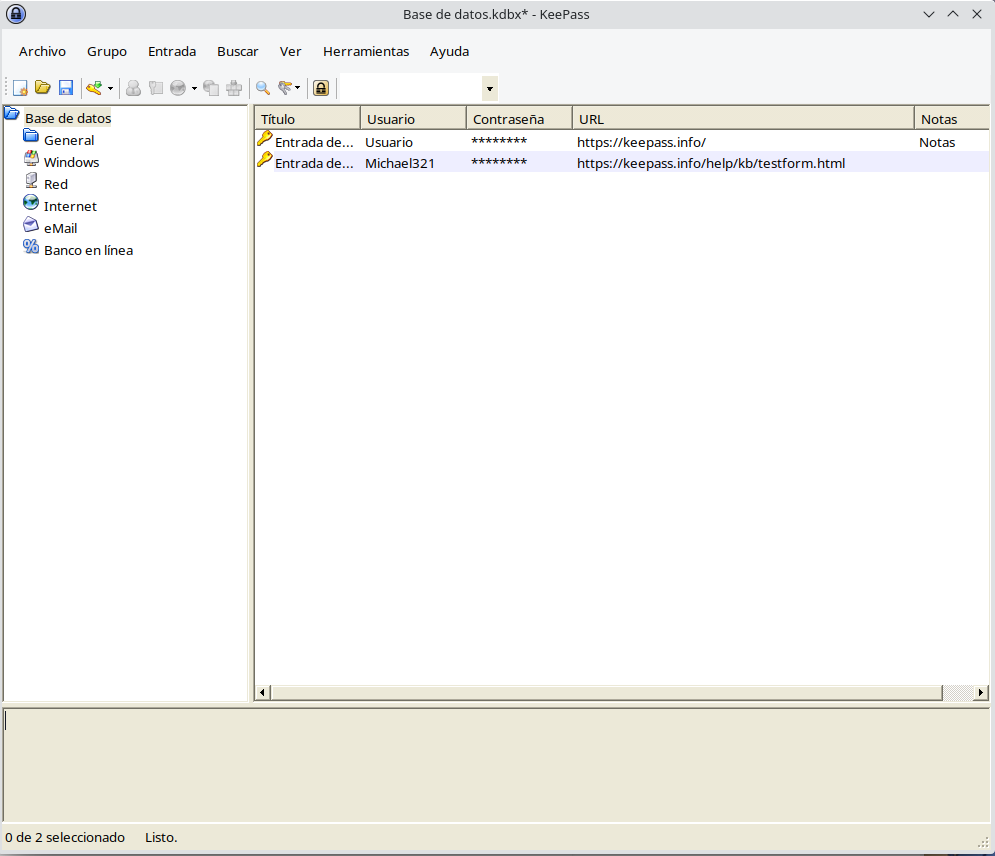 Base de datos.kdbx* - KeePass
Archivo Grupo Entrada Buscar Ver Herramientas Ayuda
Base de datos
General
Windows
Red
Internet
eMail
Banco en línea
Título Usuario Contraseña URL Notas
Entrada de... Usuario ******** https://keepass.info/ Notas
Entrada de... Michael321 ******** https://keepass.info/help/kb/testform.html
0 de 2 seleccionado Listo.